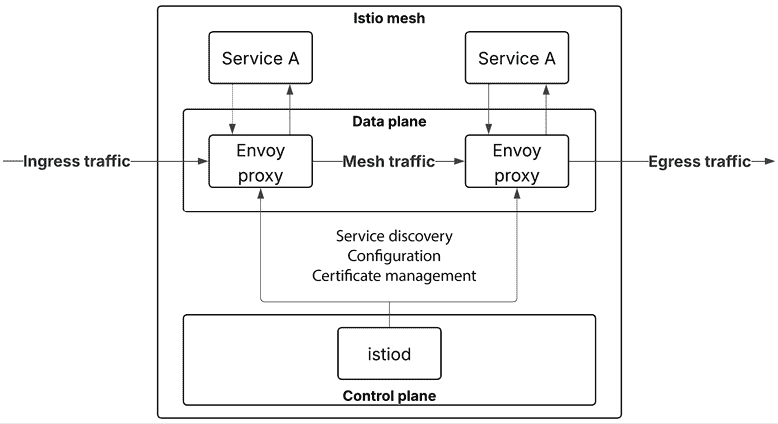 Istio mesh
Service A
Service A
Data plane
Ingress traffic
Envoy
proxy
Mesh traffic
Envoy
proxy
Egress traffic
Service discovery
Configuration
Certificate management
istiod
Control plane